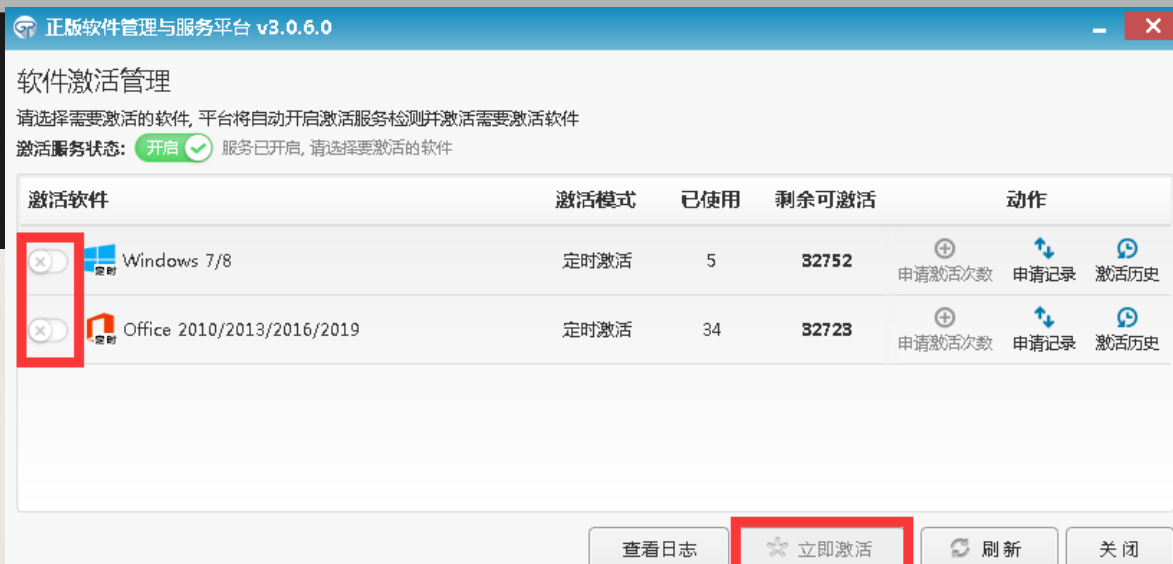 正版软件管理与服务平台 v3.0.6.0
软件激活管理
请选择需要激活的软件, 平台将自动开启激活服务检测并激活需要激活软件
激活服务状态: 开启 服务已开启, 请选择要激活的软件
激活软件 激活模式 已使用 剩余可激活 动作
定时 Windows 7/8 定时激活 5 32752 申请激活次数 申请记录 激活历史
定时 Office 2010/2013/2016/2019 定时激活 34 32723 申请激活次数 申请记录 激活历史
查看日志 立即激活 刷新 关闭